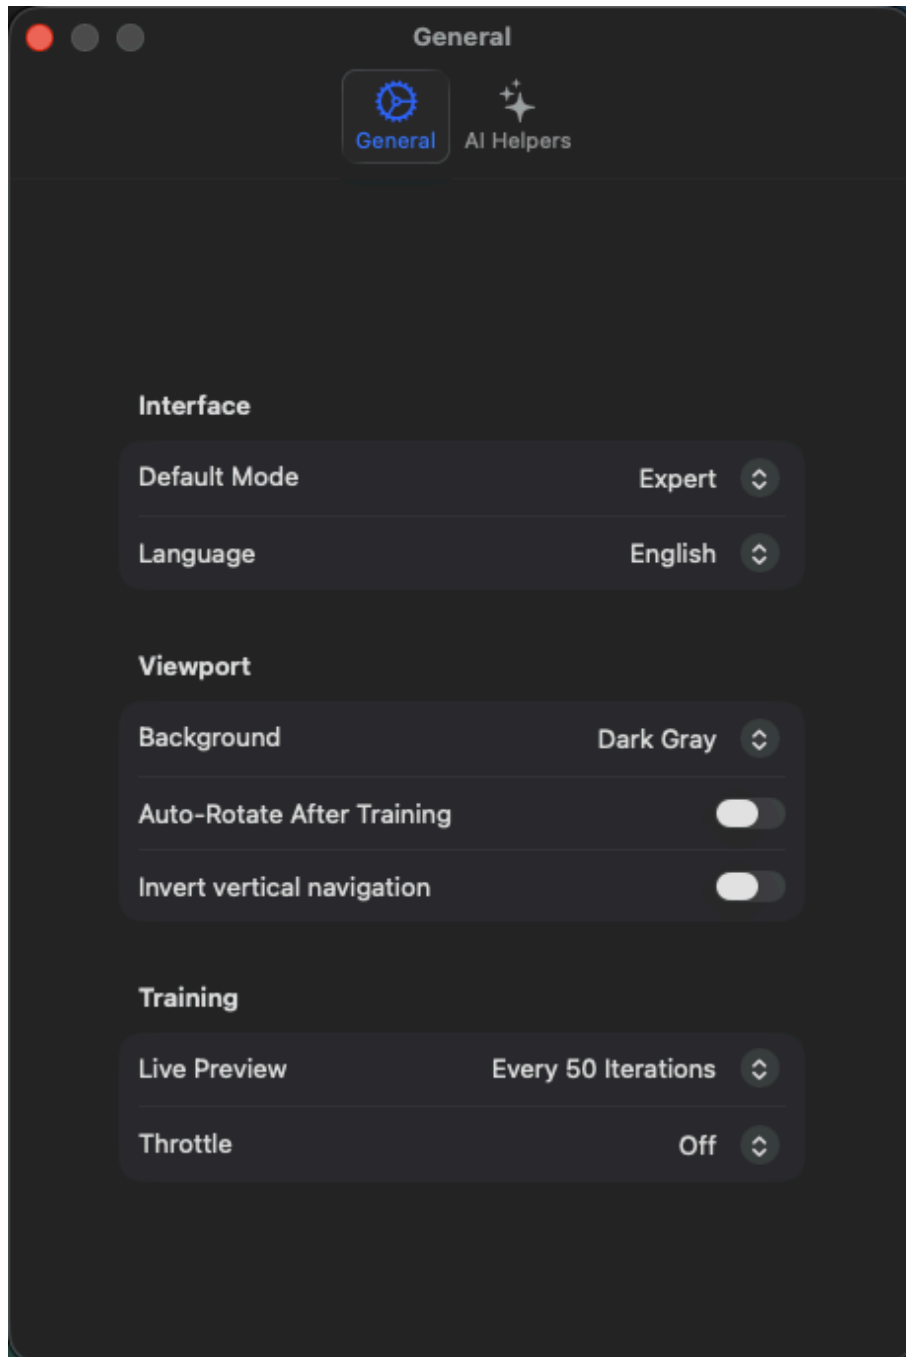 General
General
AI Helpers
Interface
Default Mode Expert
Language English
Viewport
Background Dark Gray
Auto-Rotate After Training
Invert vertical navigation
Training
Live Preview Every 50 Iterations
Throttle Off